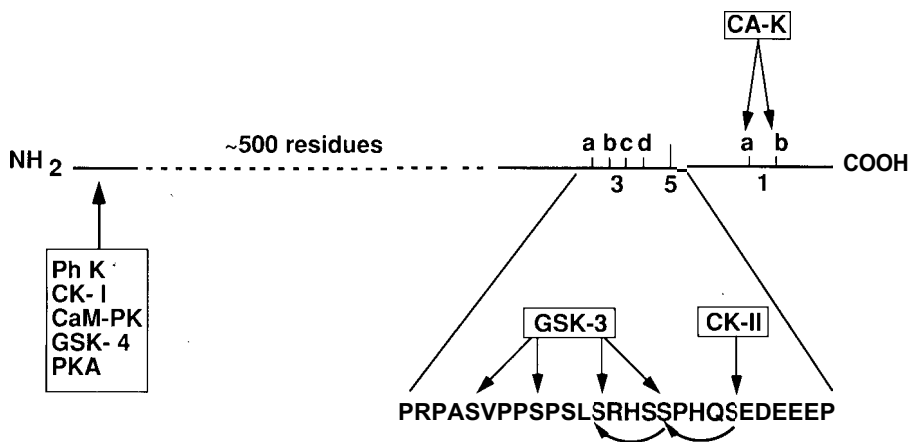 CA-K
a b c d a b
NH2 ~500 residues COOH
3 5 1
Ph K
CK-I
CaM-PK
GSK-4
PKA
GSK-3 CK-II
PRPASVPPSPSLSRHSSPHQSEDEEEP